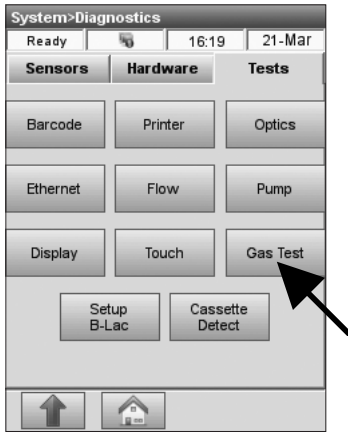 System>Diagnostics
Ready 16:19 21-Mar
Sensors Hardware Tests
Barcode Printer Optics
Ethernet Flow Pump
Display Touch Gas Test
Setup
B-Lac
Cassette
Detect